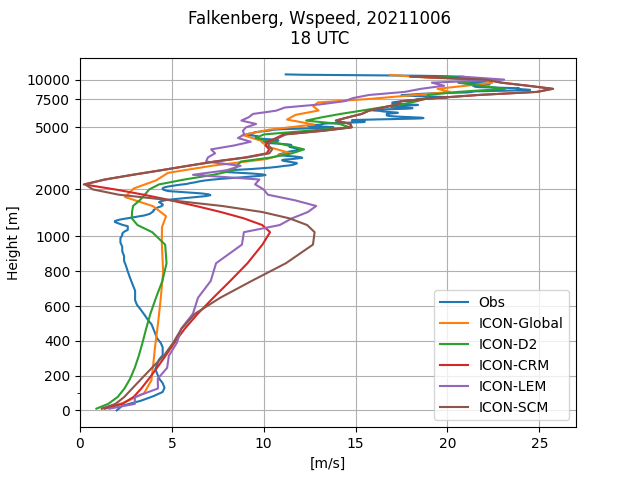 Falkenberg, Wspeed, 20211006
18 UTC
10000
7500
5000
2000
1000
800
600
400
200
0
Height [m]
Obs
ICON-Global
ICON-D2
ICON-CRM
ICON-LEM
ICON-SCM
0 5 10 15 20 25
[m/s]